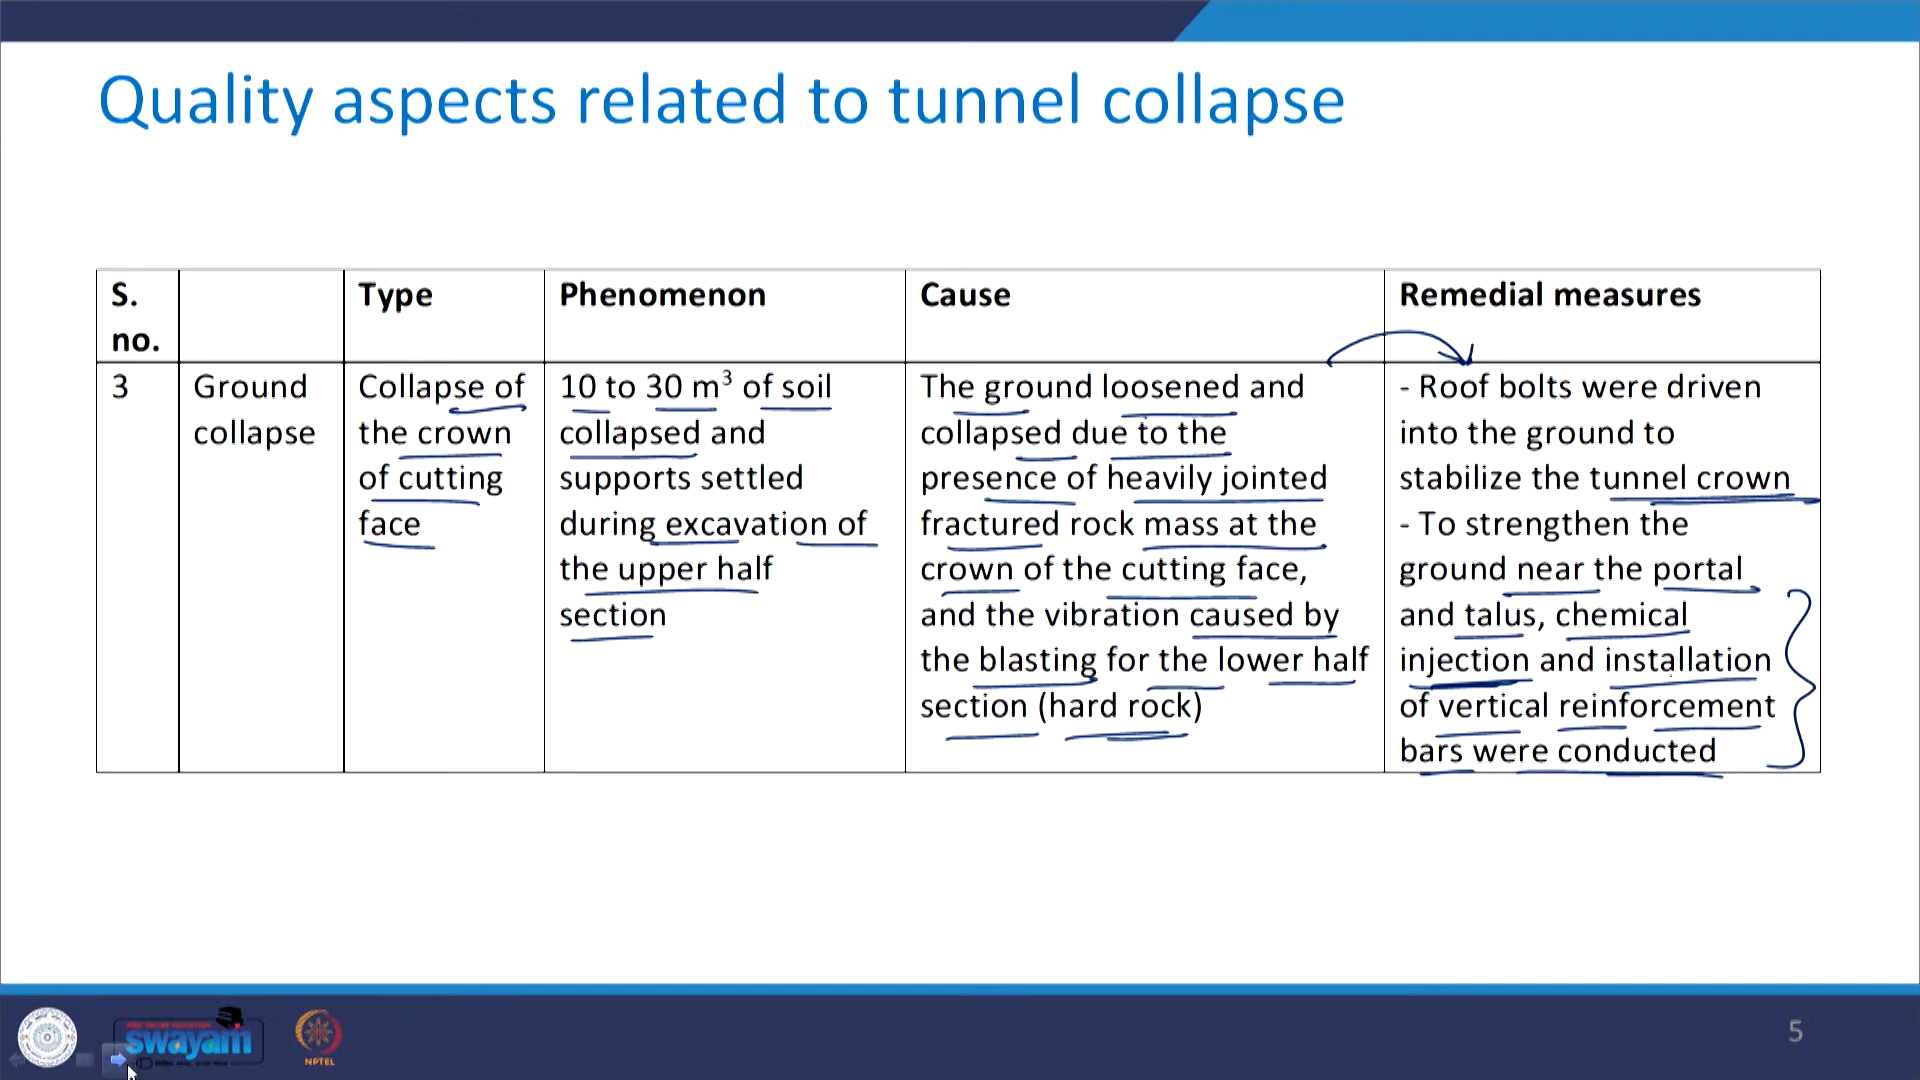 Quality aspects related to tunnel collapse
S.
no.
Type
Phenomenon
Cause
Remedial measures
3
Ground
collapse
Collapse of
the crown
of cutting
face
10 to 30 m³ of soil
collapsed and
supports settled
during excavation of
the upper half
section
The ground loosened and
collapsed due to the
presence of heavily jointed
fractured rock mass at the
crown of the cutting face,
and the vibration caused by
the blasting for the lower half
section (hard rock)
- Roof bolts were driven
into the ground to
stabilize the tunnel crown
- To strengthen the
ground near the portal
and talus, chemical
injection and installation
of vertical reinforcement
bars were conducted
swayam
NPTEL
5